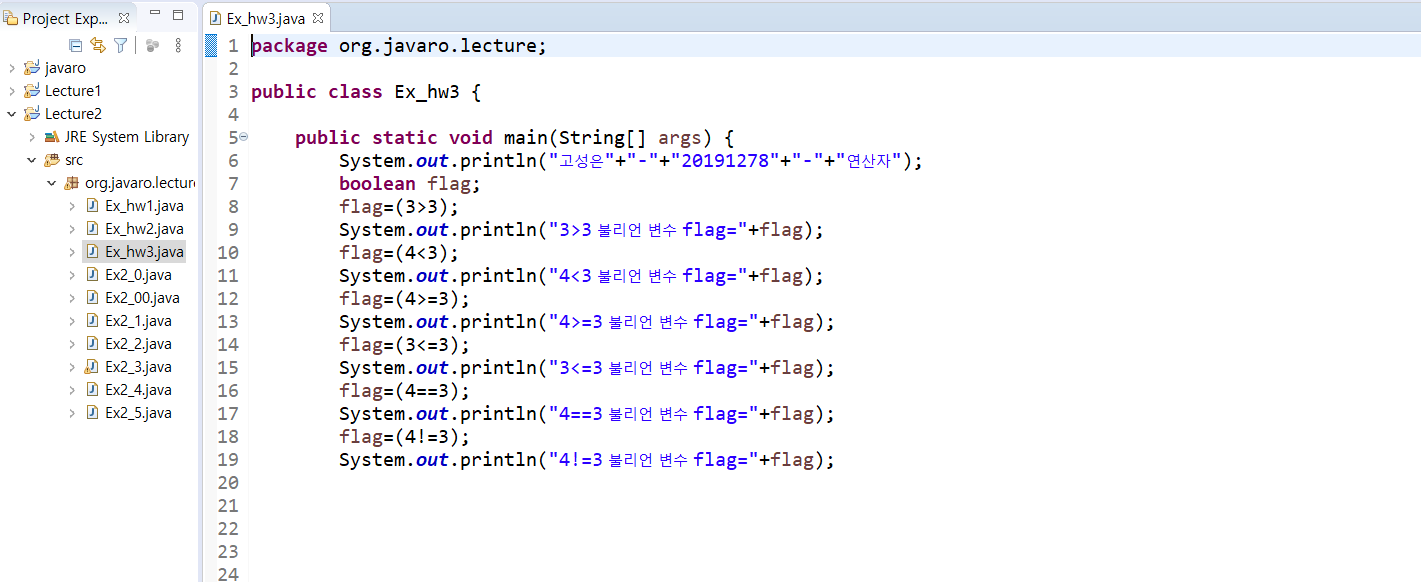 Project Exp...
javaro
Lecture1
Lecture2
JRE System Library
src
org.javaro.lectur
Ex_hw1.java
Ex_hw2.java
Ex_hw3.java
Ex2_0.java
Ex2_00.java
Ex2_1.java
Ex2_2.java
Ex2_3.java
Ex2_4.java
Ex2_5.java
Ex_hw3.java
1 package org.javaro.lecture;
2
3 public class Ex_hw3 {
4
5 public static void main(String[] args) {
6 System.out.println("고성은"+"-"+"20191278"+"-"+"연산자");
7 boolean flag;
8 flag=(3>3);
9 System.out.println("3>3 불리언 변수 flag="+flag);
10 flag=(4<3);
11 System.out.println("4<3 불리언 변수 flag="+flag);
12 flag=(4>=3);
13 System.out.println("4>=3 불리언 변수 flag="+flag);
14 flag=(3<=3);
15 System.out.println("3<=3 불리언 변수 flag="+flag);
16 flag=(4==3);
17 System.out.println("4==3 불리언 변수 flag="+flag);
18 flag=(4!=3);
19 System.out.println("4!=3 불리언 변수 flag="+flag);
20
21
22
23
24